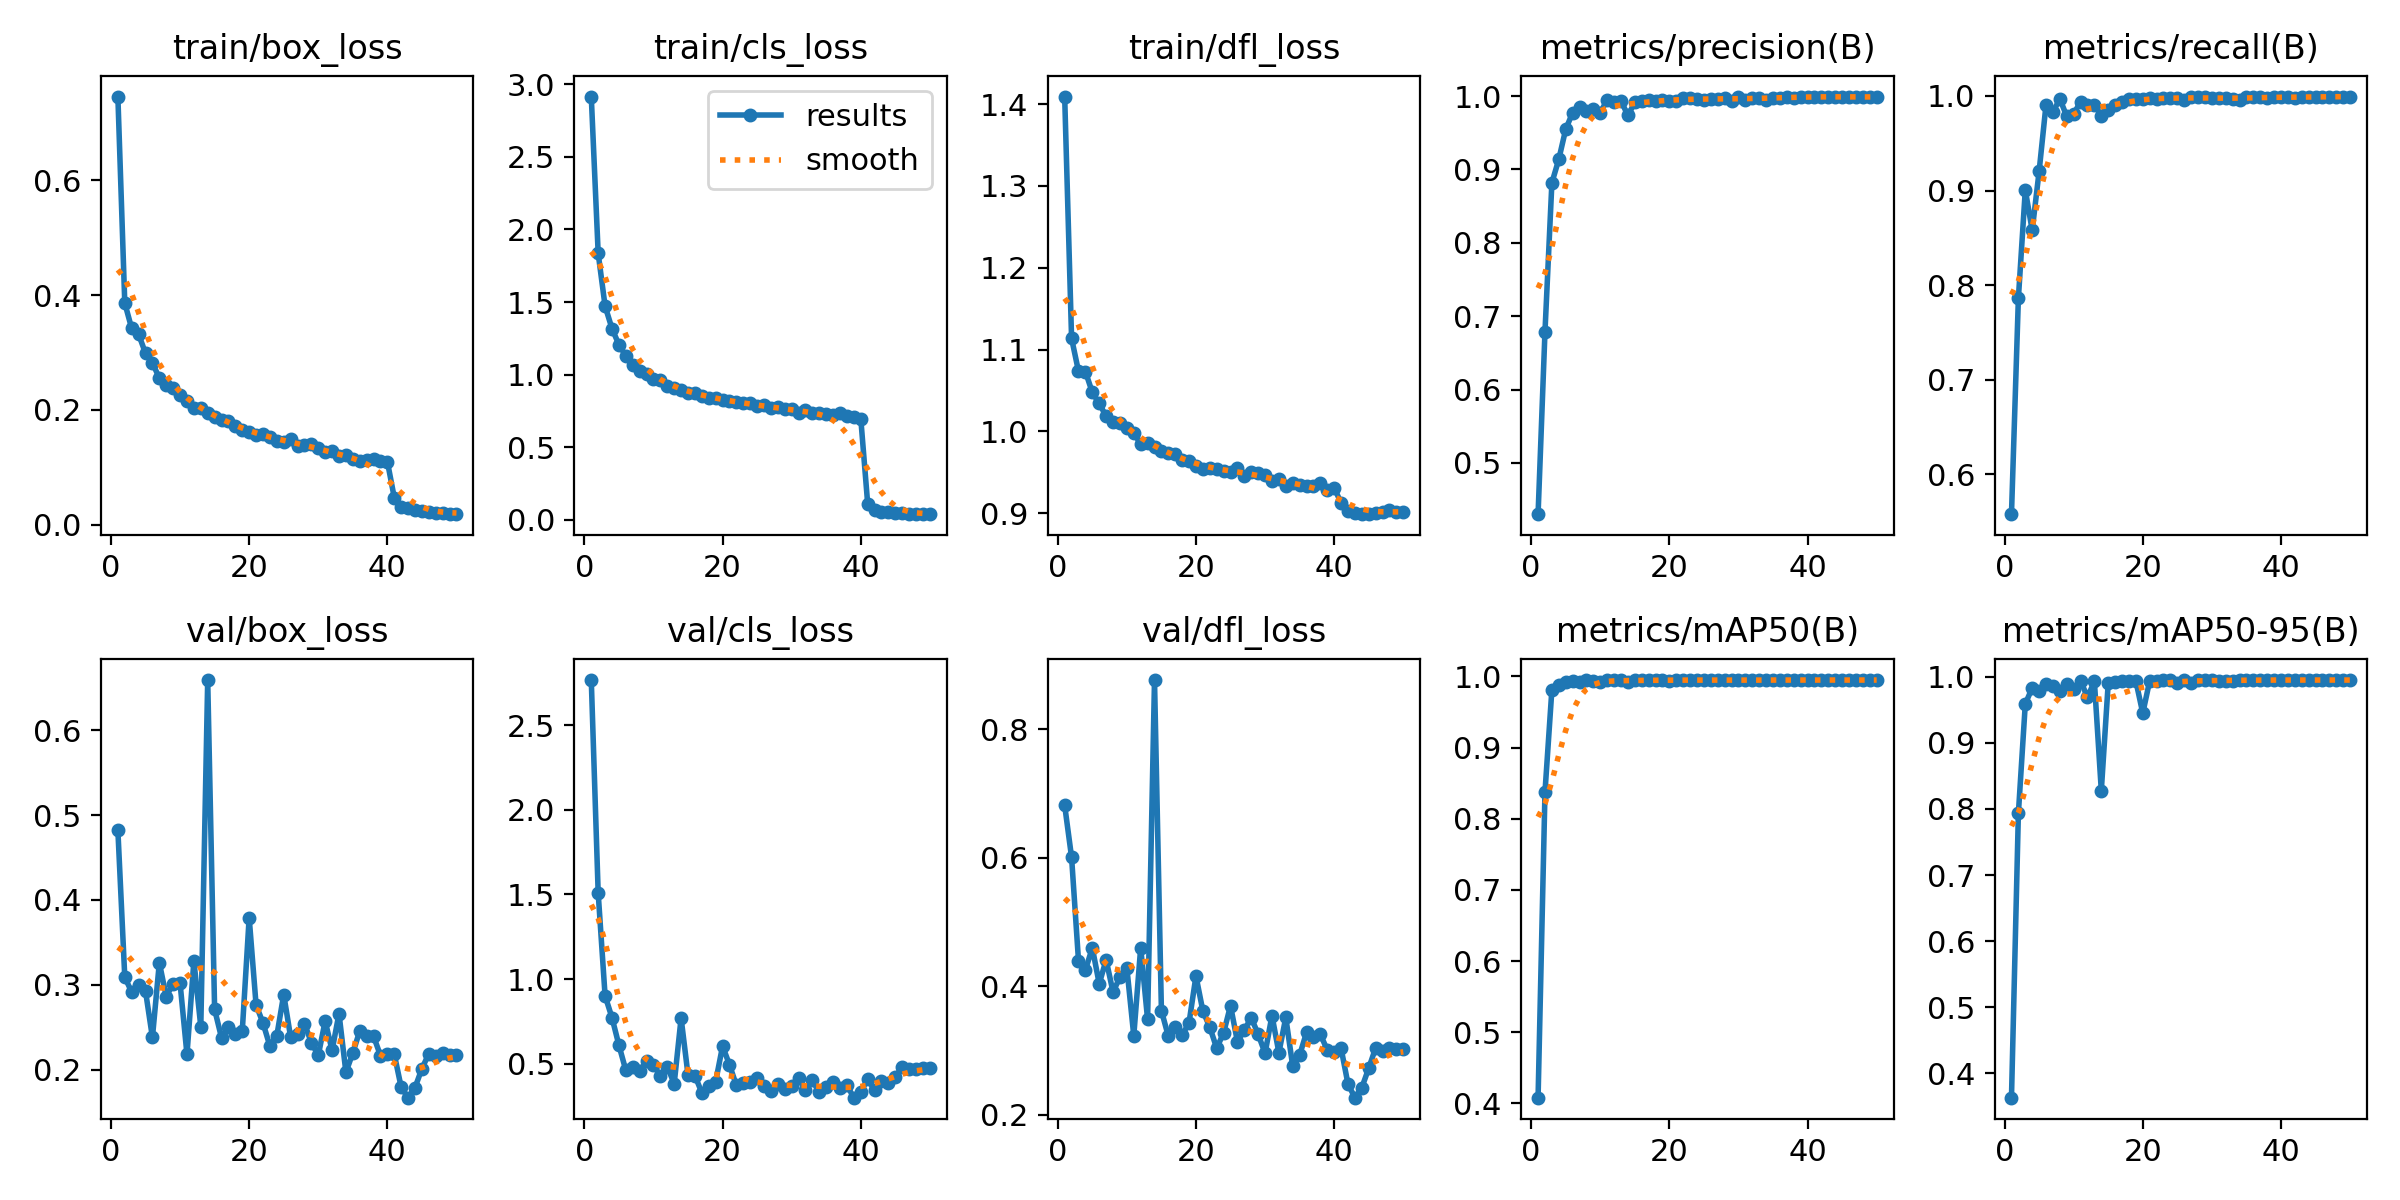 train/box_loss
0.6
0.4
0.2
0.0
0 20 40
train/cls_loss
3.0
2.5
2.0
1.5
1.0
0.5
0.0
results
smooth
0 20 40
train/dfl_loss
1.4
1.3
1.2
1.1
1.0
0.9
0 20 40
metrics/precision(B)
1.0
0.9
0.8
0.7
0.6
0.5
0 20 40
metrics/recall(B)
1.0
0.9
0.8
0.7
0.6
0 20 40
val/box_loss
0.6
0.5
0.4
0.3
0.2
0 20 40
val/cls_loss
2.5
2.0
1.5
1.0
0.5
0 20 40
val/dfl_loss
0.8
0.6
0.4
0.2
0 20 40
metrics/mAP50(B)
1.0
0.9
0.8
0.7
0.6
0.5
0.4
0 20 40
metrics/mAP50-95(B)
1.0
0.9
0.8
0.7
0.6
0.5
0.4
0 20 40